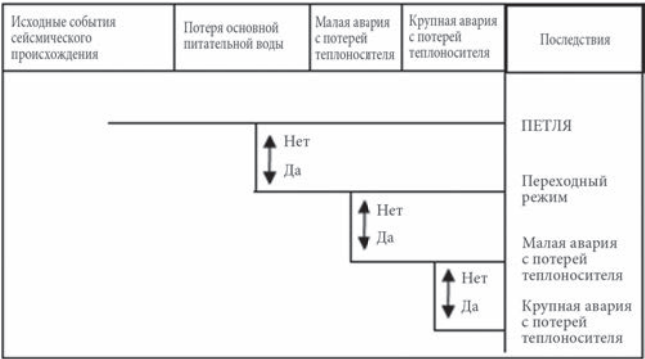 Исходные события
сейсмического
происхождения
Потеря основной
питательной воды
Малая авария
с потерей
теплоносителя
Крупная авария
с потерей
теплоносителя
Последствия
ПЕТЛЯ
Нет
Да
Переходный
режим
Нет
Да
Малая авария
с потерей
теплоносителя
Нет
Да
Крупная авария
с потерей
теплоносителя